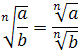 ⁿ√(a/b) = ⁿ√a / ⁿ√b